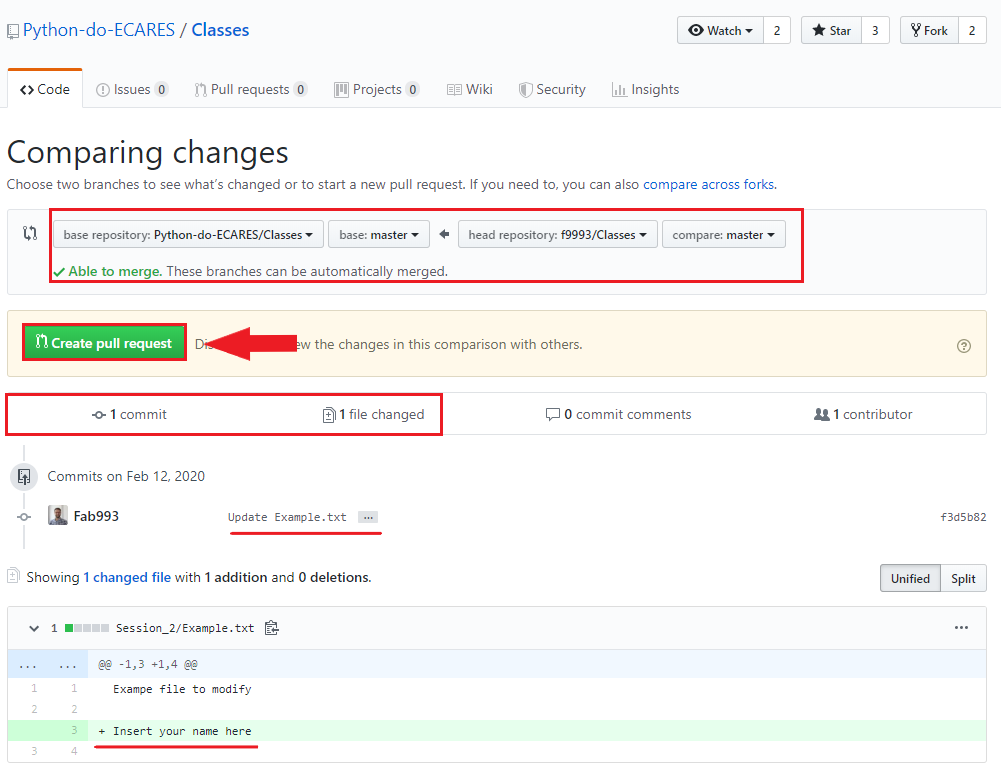 Python-do-ECARES / Classes
Watch 2 Star 3 Fork 2
Code Issues 0 Pull requests 0 Projects 0 Wiki Security Insights
Comparing changes
Choose two branches to see what's changed or to start a new pull request. If you need to, you can also compare across forks.
base repository: Python-do-ECARES/Classes base: master head repository: f9993/Classes compare: master
Able to merge. These branches can be automatically merged.
Create pull request the changes in this comparison with others.
1 commit 1 file changed 0 commit comments 1 contributor
Commits on Feb 12, 2020
Fab993 Update Example.txt ... f3d5b82
Showing 1 changed file with 1 addition and 0 deletions. Unified Split
1 Session_2/Example.txt ...
... ... @@ -1,3 +1,4 @@
1 1 Exampe file to modify
2 2
3 + Insert your name here
3 4